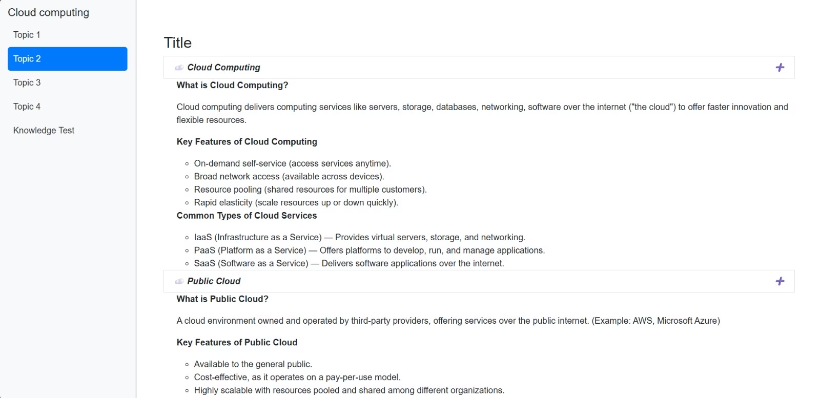 Cloud computing
Topic 1
Topic 2
Topic 3
Topic 4
Knowledge Test
Title
Cloud Computing
What is Cloud Computing?
Cloud computing delivers computing services like servers, storage, databases, networking, software over the internet ("the cloud") to offer faster innovation and
flexible resources.
Key Features of Cloud Computing
On-demand self-service (access services anytime).
Broad network access (available across devices).
Resource pooling (shared resources for multiple customers).
Rapid elasticity (scale resources up or down quickly).
Common Types of Cloud Services
IaaS (Infrastructure as a Service) — Provides virtual servers, storage, and networking.
PaaS (Platform as a Service) — Offers platforms to develop, run, and manage applications.
SaaS (Software as a Service) — Delivers software applications over the internet.
Public Cloud
What is Public Cloud?
A cloud environment owned and operated by third-party providers, offering services over the public internet. (Example: AWS, Microsoft Azure)
Key Features of Public Cloud
Available to the general public.
Cost-effective, as it operates on a pay-per-use model.
Highly scalable with resources pooled and shared among different organizations.